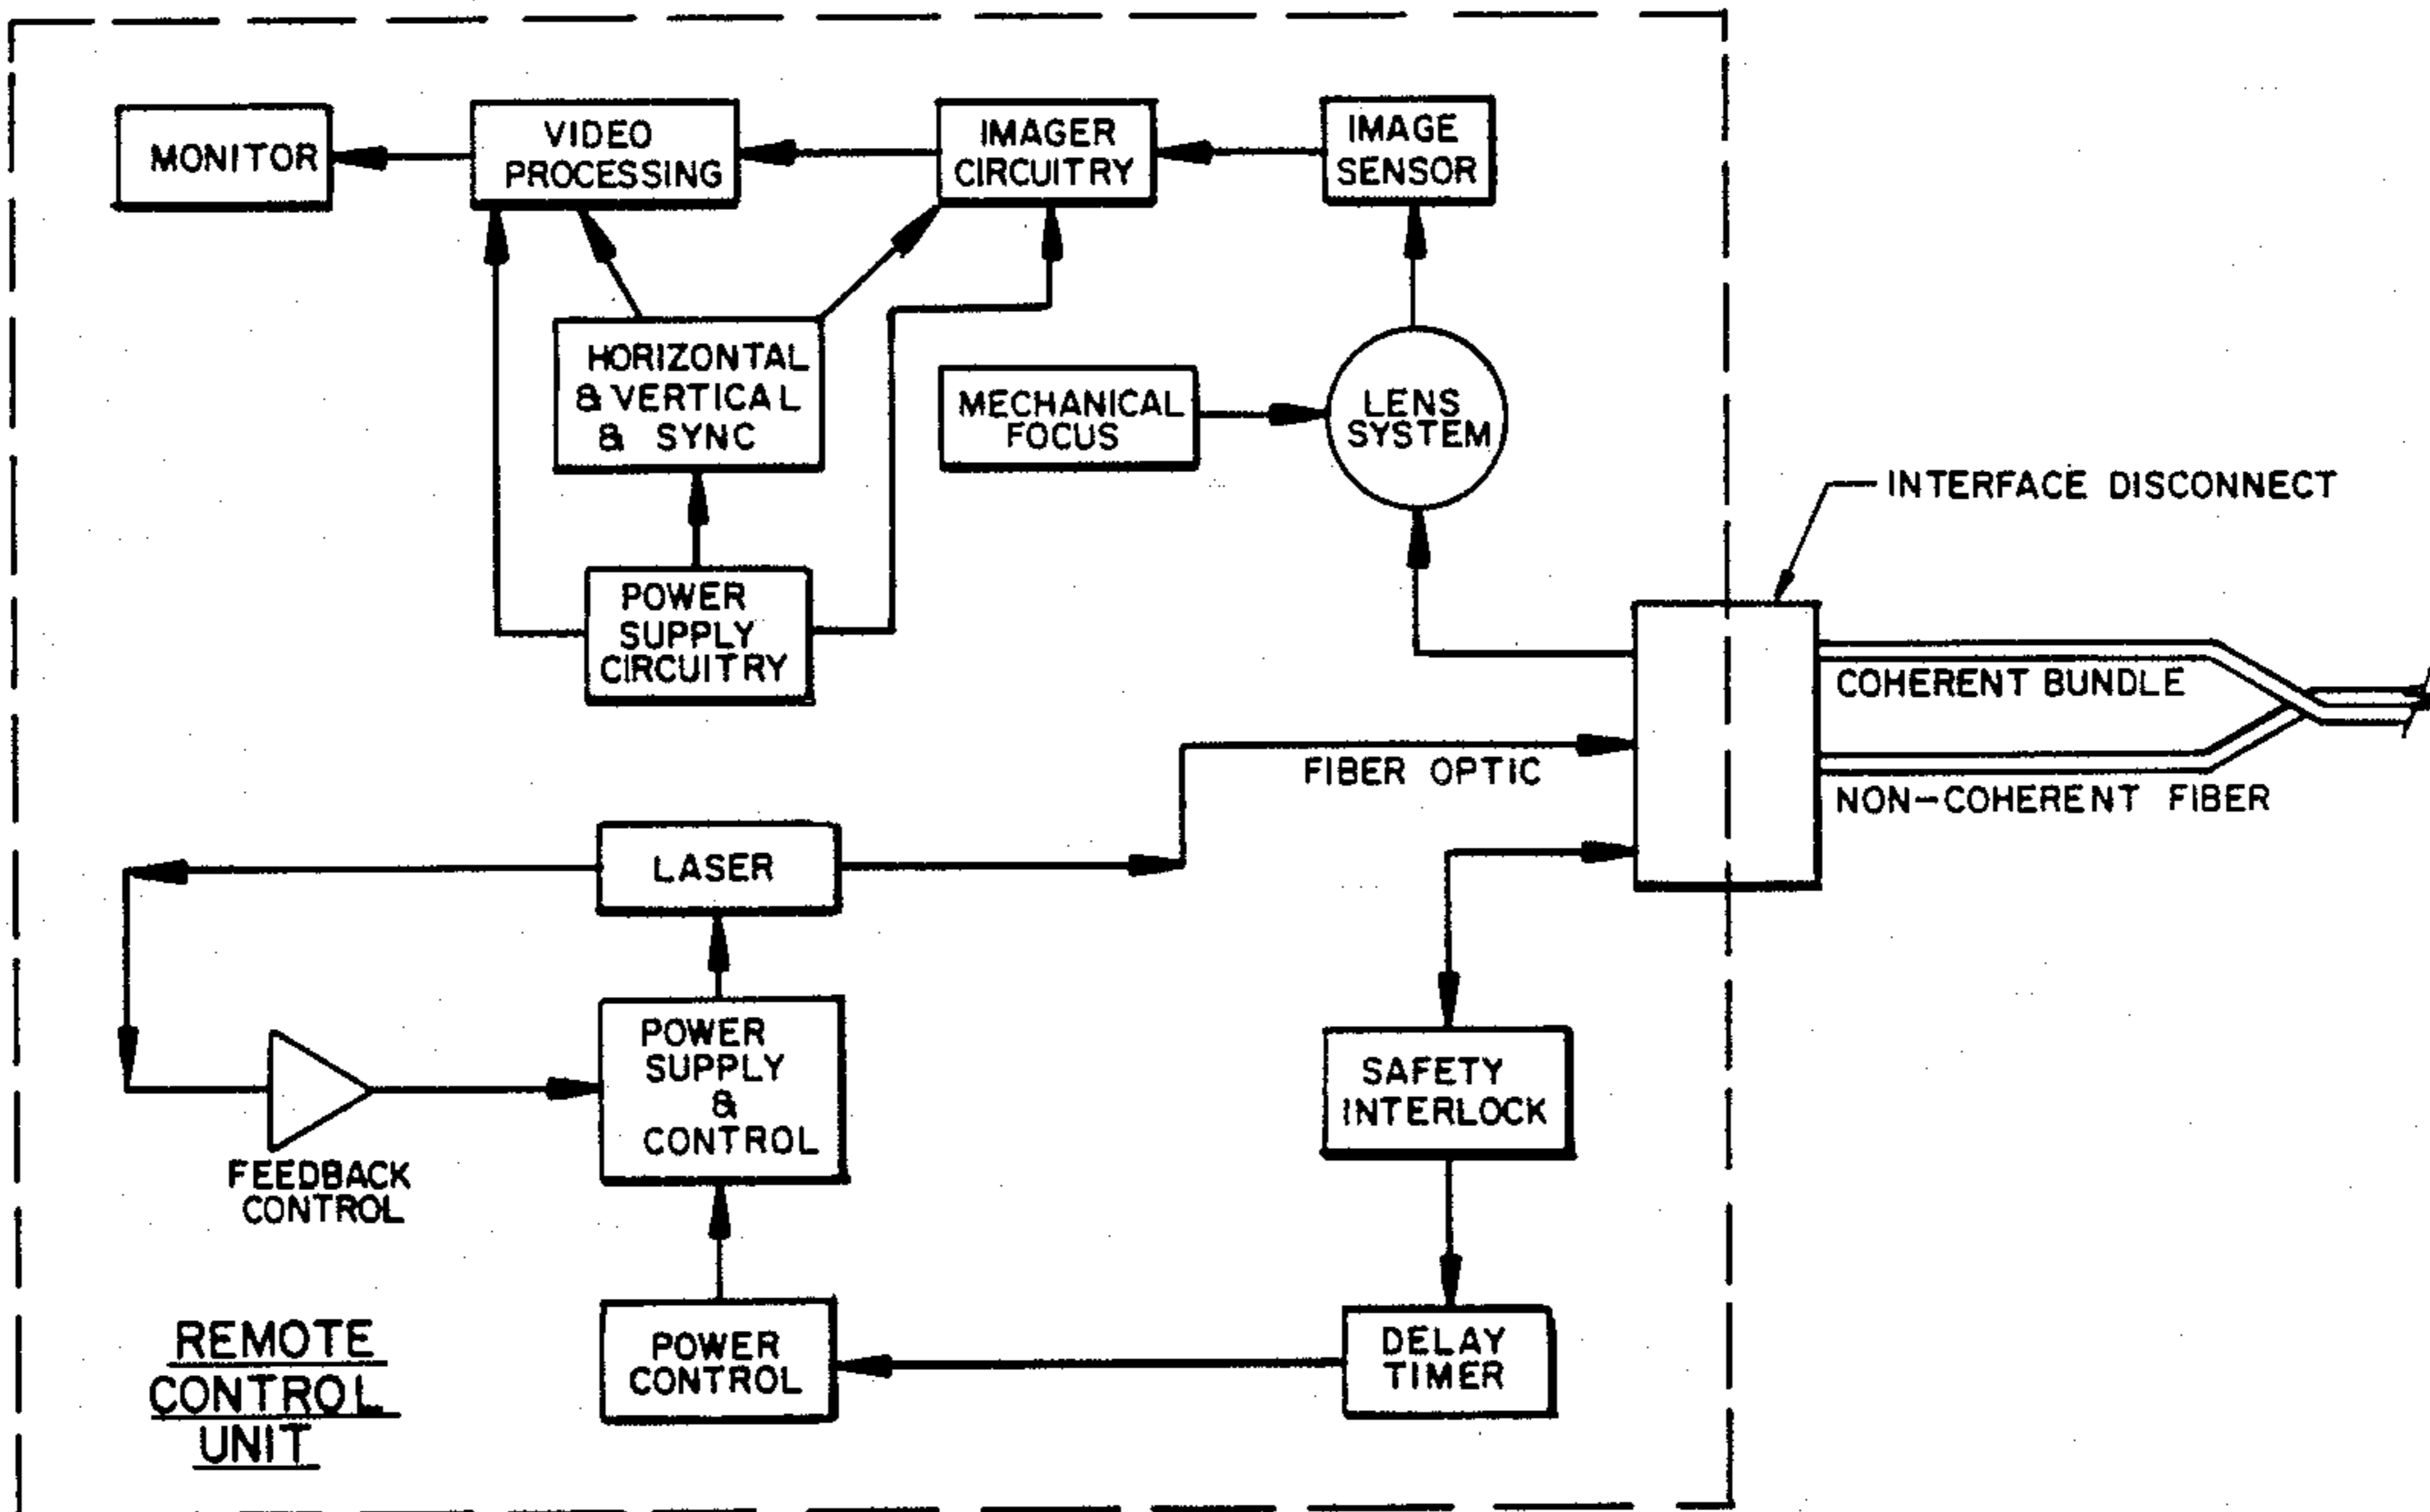 MONITOR
VIDEO
PROCESSING
IMAGER
CIRCUITRY
IMAGE
SENSOR
HORIZONTAL
& VERTICAL
& SYNC
MECHANICAL
FOCUS
LENS
SYSTEM
INTERFACE DISCONNECT
POWER
SUPPLY
CIRCUITRY
COHERENT BUNDLE
FIBER OPTIC
NON-COHERENT FIBER
LASER
POWER
SUPPLY
&
CONTROL
FEEDBACK
CONTROL
SAFETY
INTERLOCK
POWER
CONTROL
DELAY
TIMER
REMOTE
CONTROL
UNIT